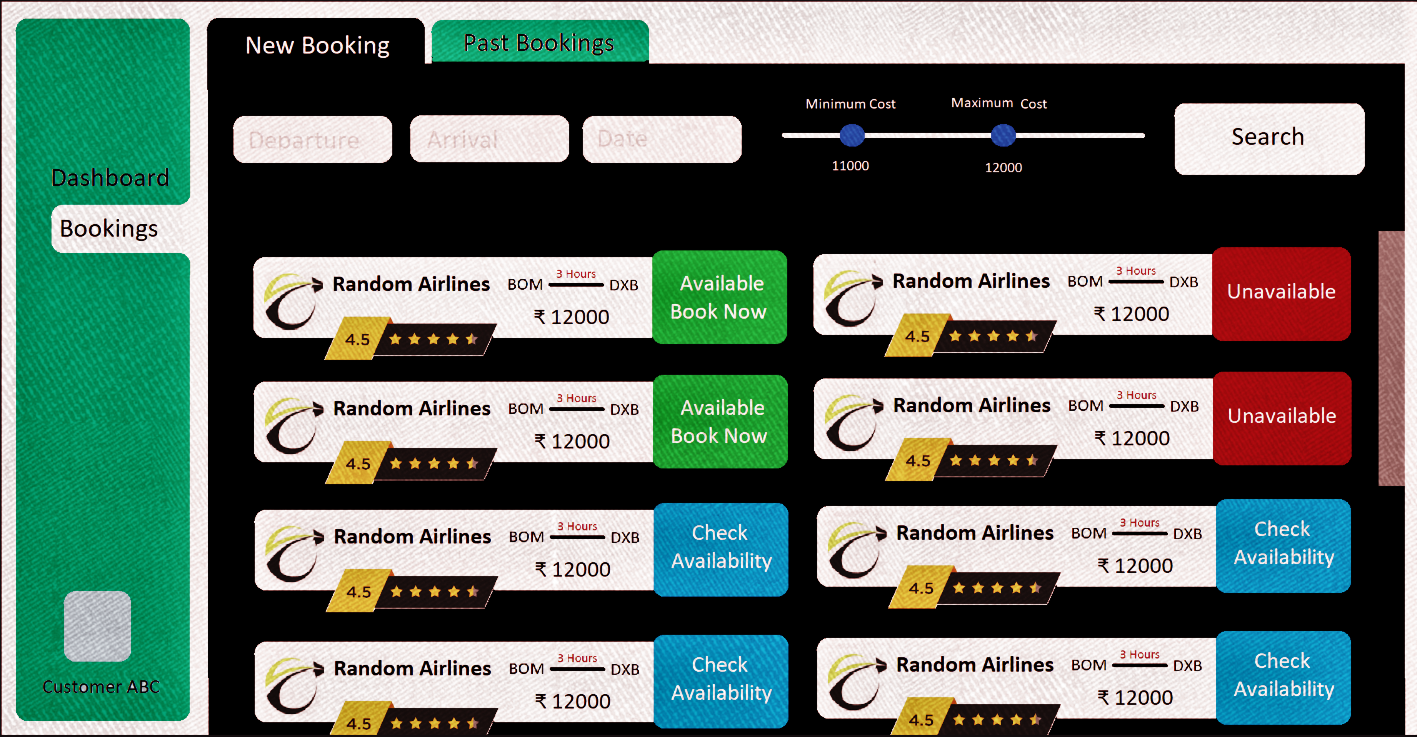 New Booking
Past Bookings
Minimum Cost
Maximum Cost
Departure
Arrival
Date
Search
11000
12000
Dashboard
Bookings
Random Airlines
BOM
3 Hours
DXB
₹ 12000
4.5
Available
Book Now
Random Airlines
BOM
3 Hours
DXB
₹ 12000
4.5
Unavailable
Random Airlines
BOM
3 Hours
DXB
₹ 12000
4.5
Available
Book Now
Random Airlines
BOM
3 Hours
DXB
₹ 12000
4.5
Unavailable
Random Airlines
BOM
3 Hours
DXB
₹ 12000
4.5
Check
Availability
Random Airlines
BOM
3 Hours
DXB
₹ 12000
4.5
Check
Availability
Random Airlines
BOM
3 Hours
DXB
₹ 12000
4.5
Check
Availability
Random Airlines
BOM
3 Hours
DXB
₹ 12000
4.5
Check
Availability
Customer ABC